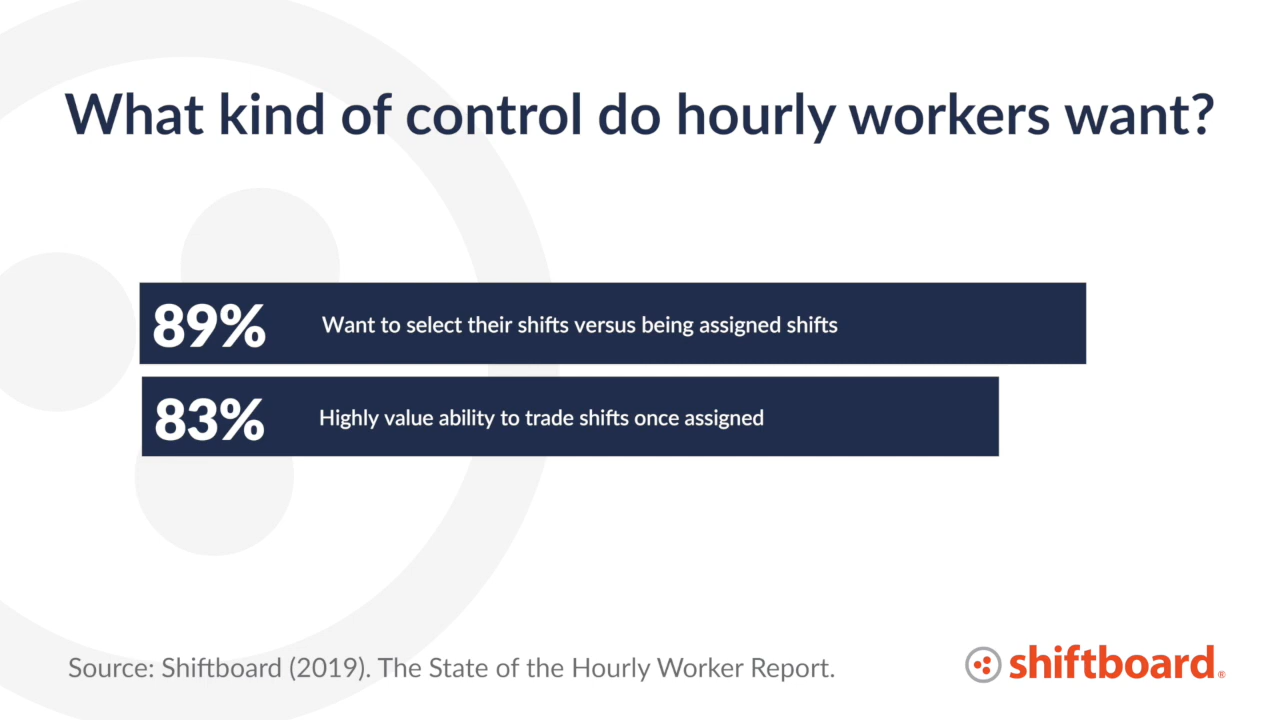 What kind of control do hourly workers want?
89% Want to select their shifts versus being assigned shifts
83% Highly value ability to trade shifts once assigned
Source: Shiftboard (2019). The State of the Hourly Worker Report.
shiftboard®